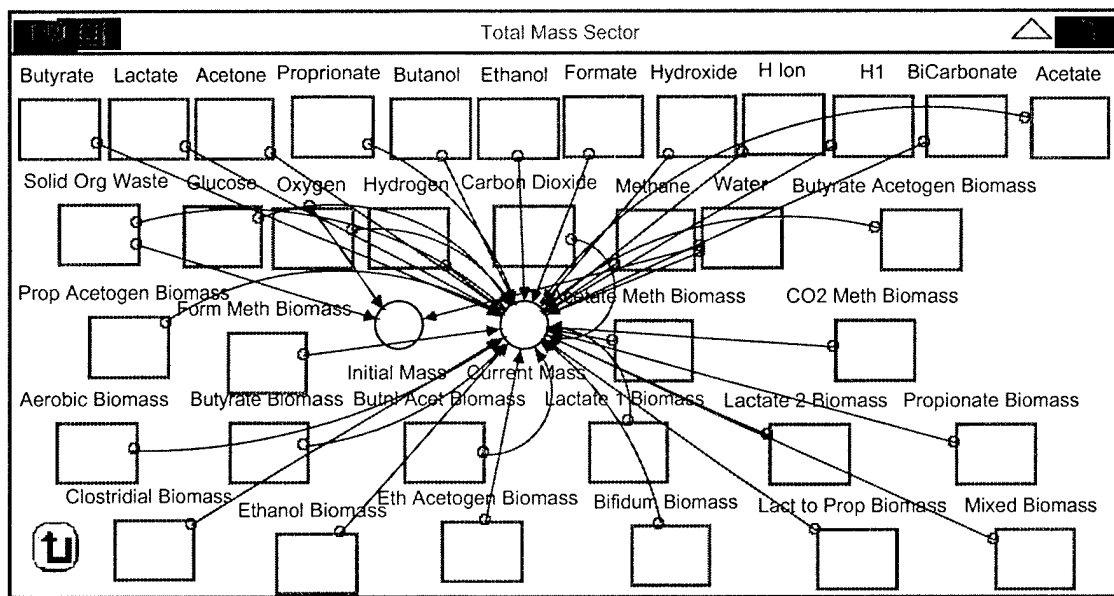 Total Mass Sector
Butyrate Lactate Acetone Proprionate Butanol Ethanol Formate Hydroxide H Ion H1 BiCarbonate Acetate
Solid Org Waste Glucose Oxygen Hydrogen Carbon Dioxide Methane Water Butyrate Acetogen Biomass
Prop Acetogen Biomass Form Meth Biomass Acetate Meth Biomass CO2 Meth Biomass
Initial Mass Current Mass
Aerobic Biomass Butyrate Biomass Butnl Acet Biomass Lactate 1 Biomass Lactate 2 Biomass Propionate Biomass
Clostridial Biomass Ethanol Biomass Eth Acetogen Biomass Bifidum Biomass Lact to Prop Biomass Mixed Biomass